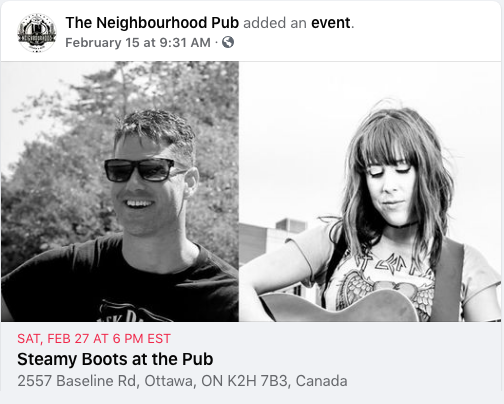 The Neighbourhood Pub added an event.
February 15 at 9:31 AM ·
NEIGHBOURHOOD
SAT, FEB 27 AT 6 PM EST
Steamy Boots at the Pub
2557 Baseline Rd, Ottawa, ON K2H 7B3, Canada